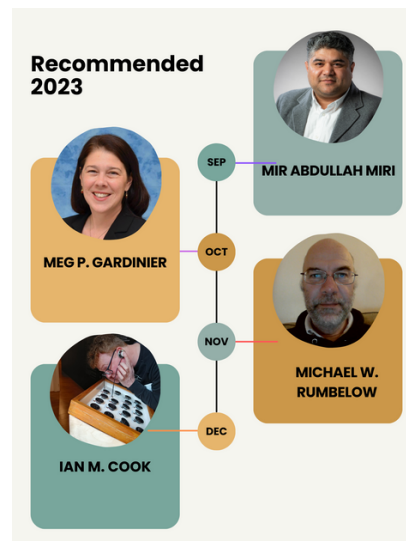 Recommended
2023
SEP
MIR ABDULLAH MIRI
OCT
MEG P. GARDINIER
NOV
MICHAEL W.
RUMBELOW
DEC
IAN M. COOK